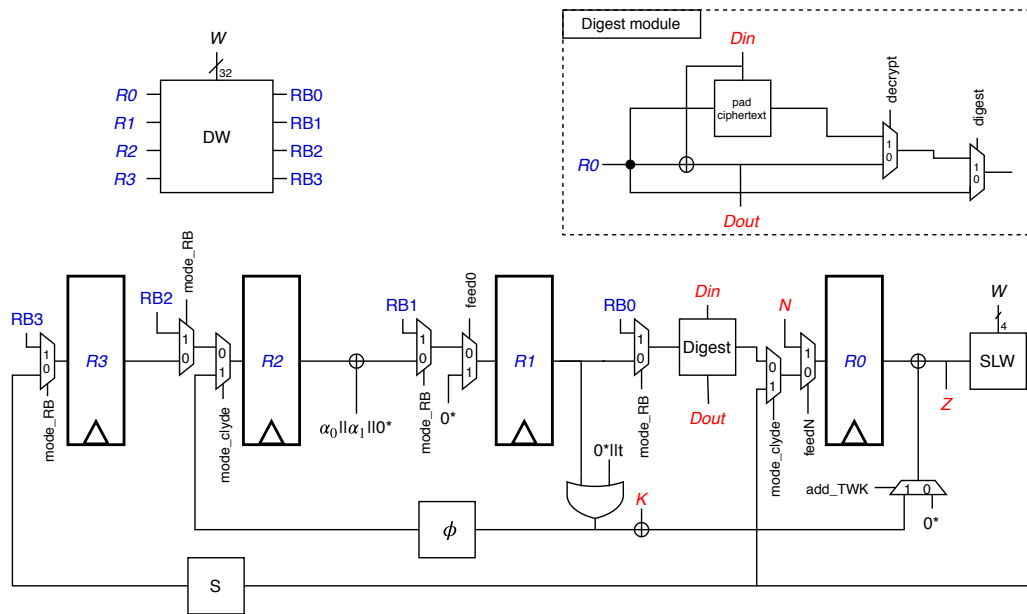 Digest module
W
32
R0
R1
R2
R3
DW
RB0
RB1
RB2
RB3
Din
pad
ciphertext
decrypt
digest
1
0
1
0
R0
Dout
mode_RB
RB3
1
0
mode_RB
R3
RB2
1
0
0
1
mode_clyde
R2
α0||α1||0*
RB1
1
0
mode_RB
feed0
0
1
0*
R1
RB0
1
0
mode_RB
Din
Digest
Dout
0
1
mode_clyde
N
1
0
feedN
R0
Z
W
4
SLW
0*||t
K
add_TWK
1 0
0*
ϕ
S